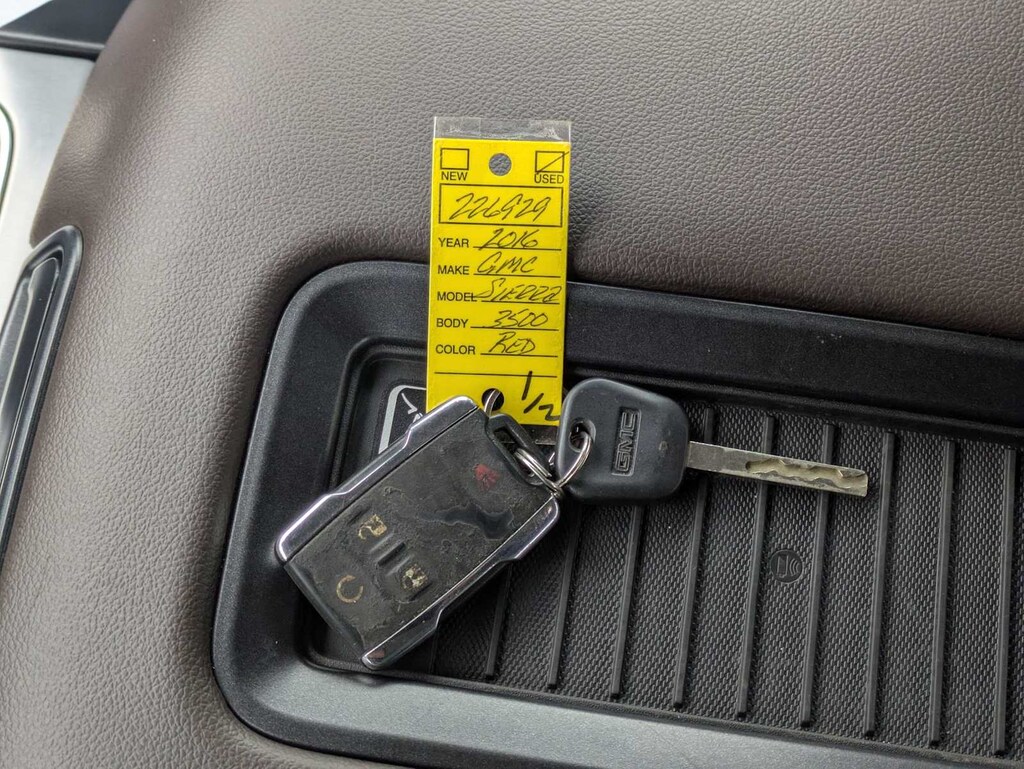 NEW USED
226929
YEAR 2016
MAKE GMC
MODEL SIERRA
BODY 3500
COLOR RED
1/2
GMC